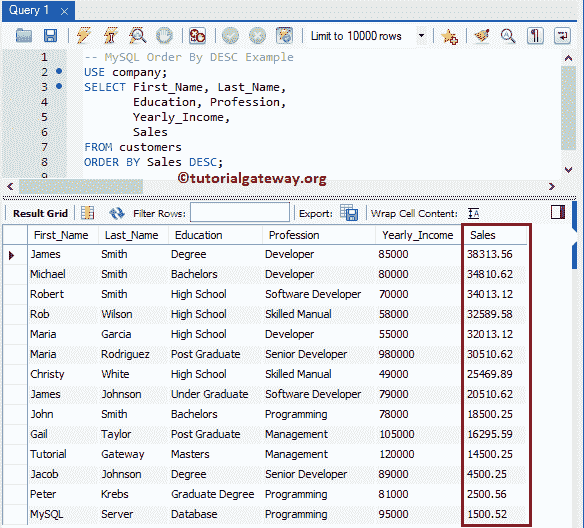 Query 1
Limit to 10000 rows
1 -- MySQL Order By DESC Example
2 USE company;
3 SELECT First_Name, Last_Name,
4 Education, Profession,
5 Yearly_Income,
6 Sales
7 FROM customers
8 ORDER BY Sales DESC;
9
©tutorialgateway.org
Result Grid Filter Rows: Export: Wrap Cell Content: IA
First_Name Last_Name Education Profession Yearly_Income Sales
James Smith Degree Developer 85000 38313.56
Michael Smith Bachelors Developer 80000 34810.62
Robert Smith High School Software Developer 70000 34013.12
Rob Wilson High School Skilled Manual 58000 32589.58
Maria Garcia High School Developer 55000 32013.12
Maria Rodriguez Post Graduate Senior Developer 980000 30510.62
Christy White High School Skilled Manual 49000 25469.89
James Johnson Under Graduate Software Developer 79000 20510.62
John Smith Bachelors Programming 78000 18500.25
Gail Taylor Post Graduate Management 105000 16295.59
Tutorial Gateway Masters Management 120000 14500.25
Jacob Johnson Degree Senior Developer 89000 4500.25
Peter Krebs Graduate Degree Programming 81000 2500.56
MySQL Server Database Programming 95000 1500.52